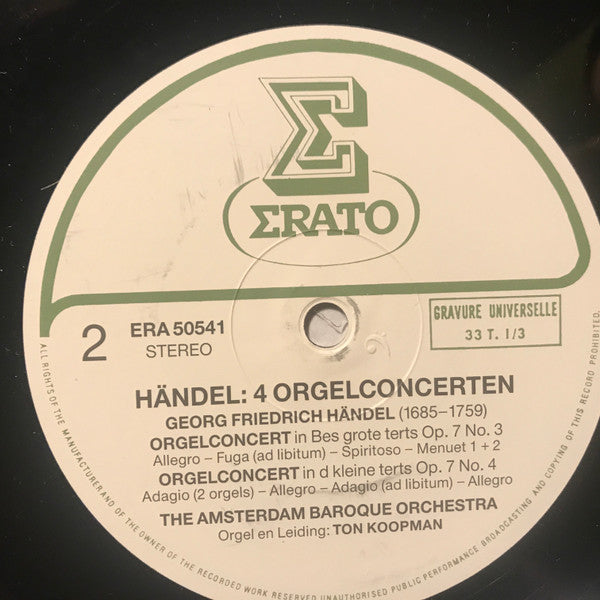 Σ
ΣRATO
GRAVURE UNIVERSELLE
33 T. 1/3
2
ERA 50541
STEREO
HÄNDEL: 4 ORGELCONCERTEN
GEORG FRIEDRICH HÄNDEL (1685–1759)
ORGELCONCERT in Bes grote terts Op. 7 No. 3
Allegro – Fuga (ad libitum) – Spiritoso – Menuet 1 + 2
ORGELCONCERT in d kleine terts Op. 7 No. 4
Adagio (2 orgels) – Allegro – Adagio (ad libitum) – Allegro
THE AMSTERDAM BAROQUE ORCHESTRA
Orgel en Leiding: TON KOOPMAN
ALL RIGHTS OF THE MANUFACTURER AND OF THE OWNER OF THE RECORDED WORK RESERVED UNAUTHORISED PUBLIC PERFORMANCE BROADCASTING AND COPYING OF THIS RECORD PROHIBITED.